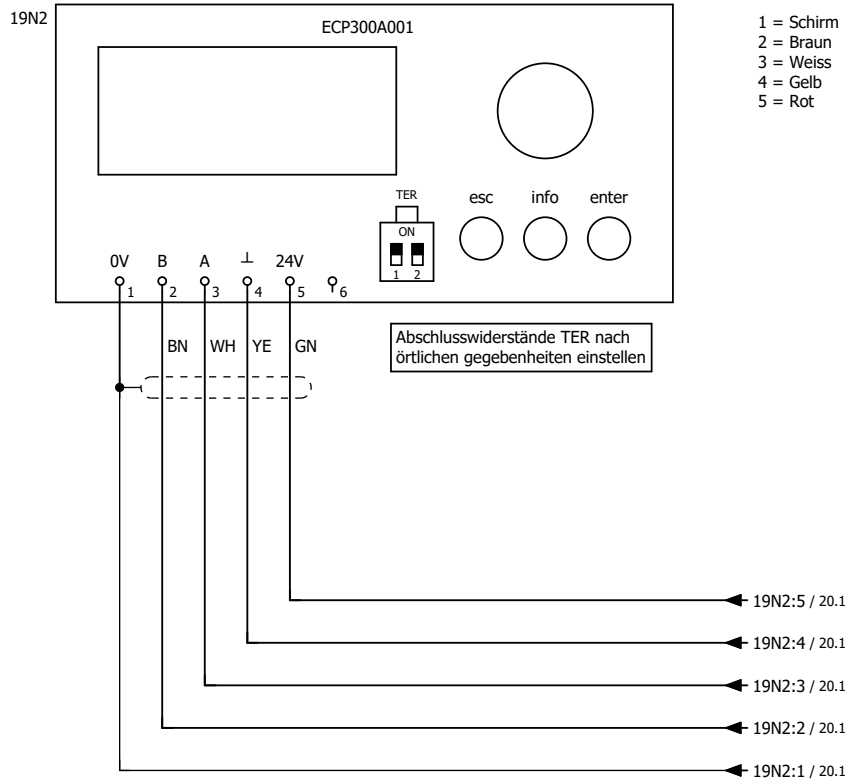 19N2
ECP300A001
1 = Schirm
2 = Braun
3 = Weiss
4 = Gelb
5 = Rot
TER
ON
1 2
esc info enter
0V B A ⊥ 24V
1 2 3 4 5 6
BN WH YE GN
Abschlusswiderstände TER nach
örtlichen gegebenheiten einstellen
19N2:5 / 20.1
19N2:4 / 20.1
19N2:3 / 20.1
19N2:2 / 20.1
19N2:1 / 20.1